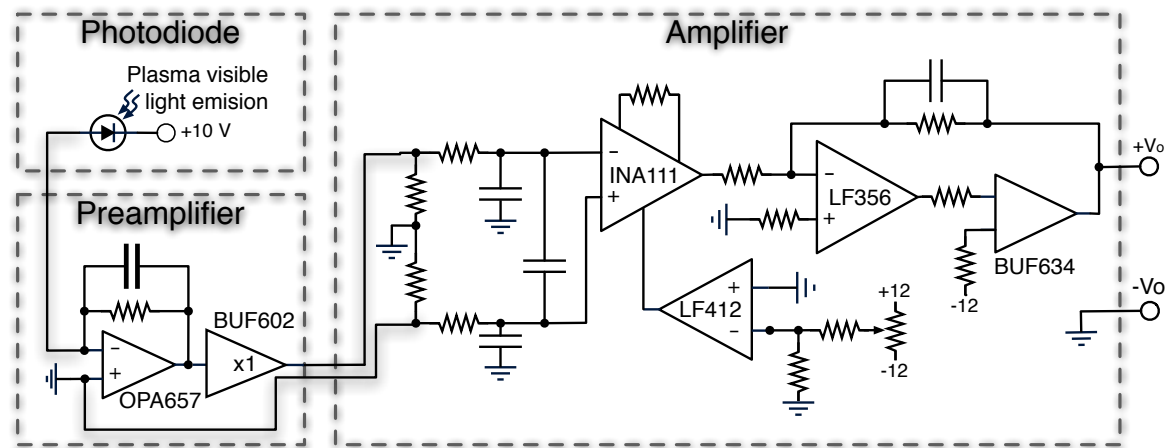 Photodiode
Plasma visible
light emision
+10 V
Preamplifier
−
+
OPA657
BUF602
x1
Amplifier
−
INA111
+
−
LF356
+
BUF634
-12
+
LF412
−
+12
-12
+Vo
-Vo